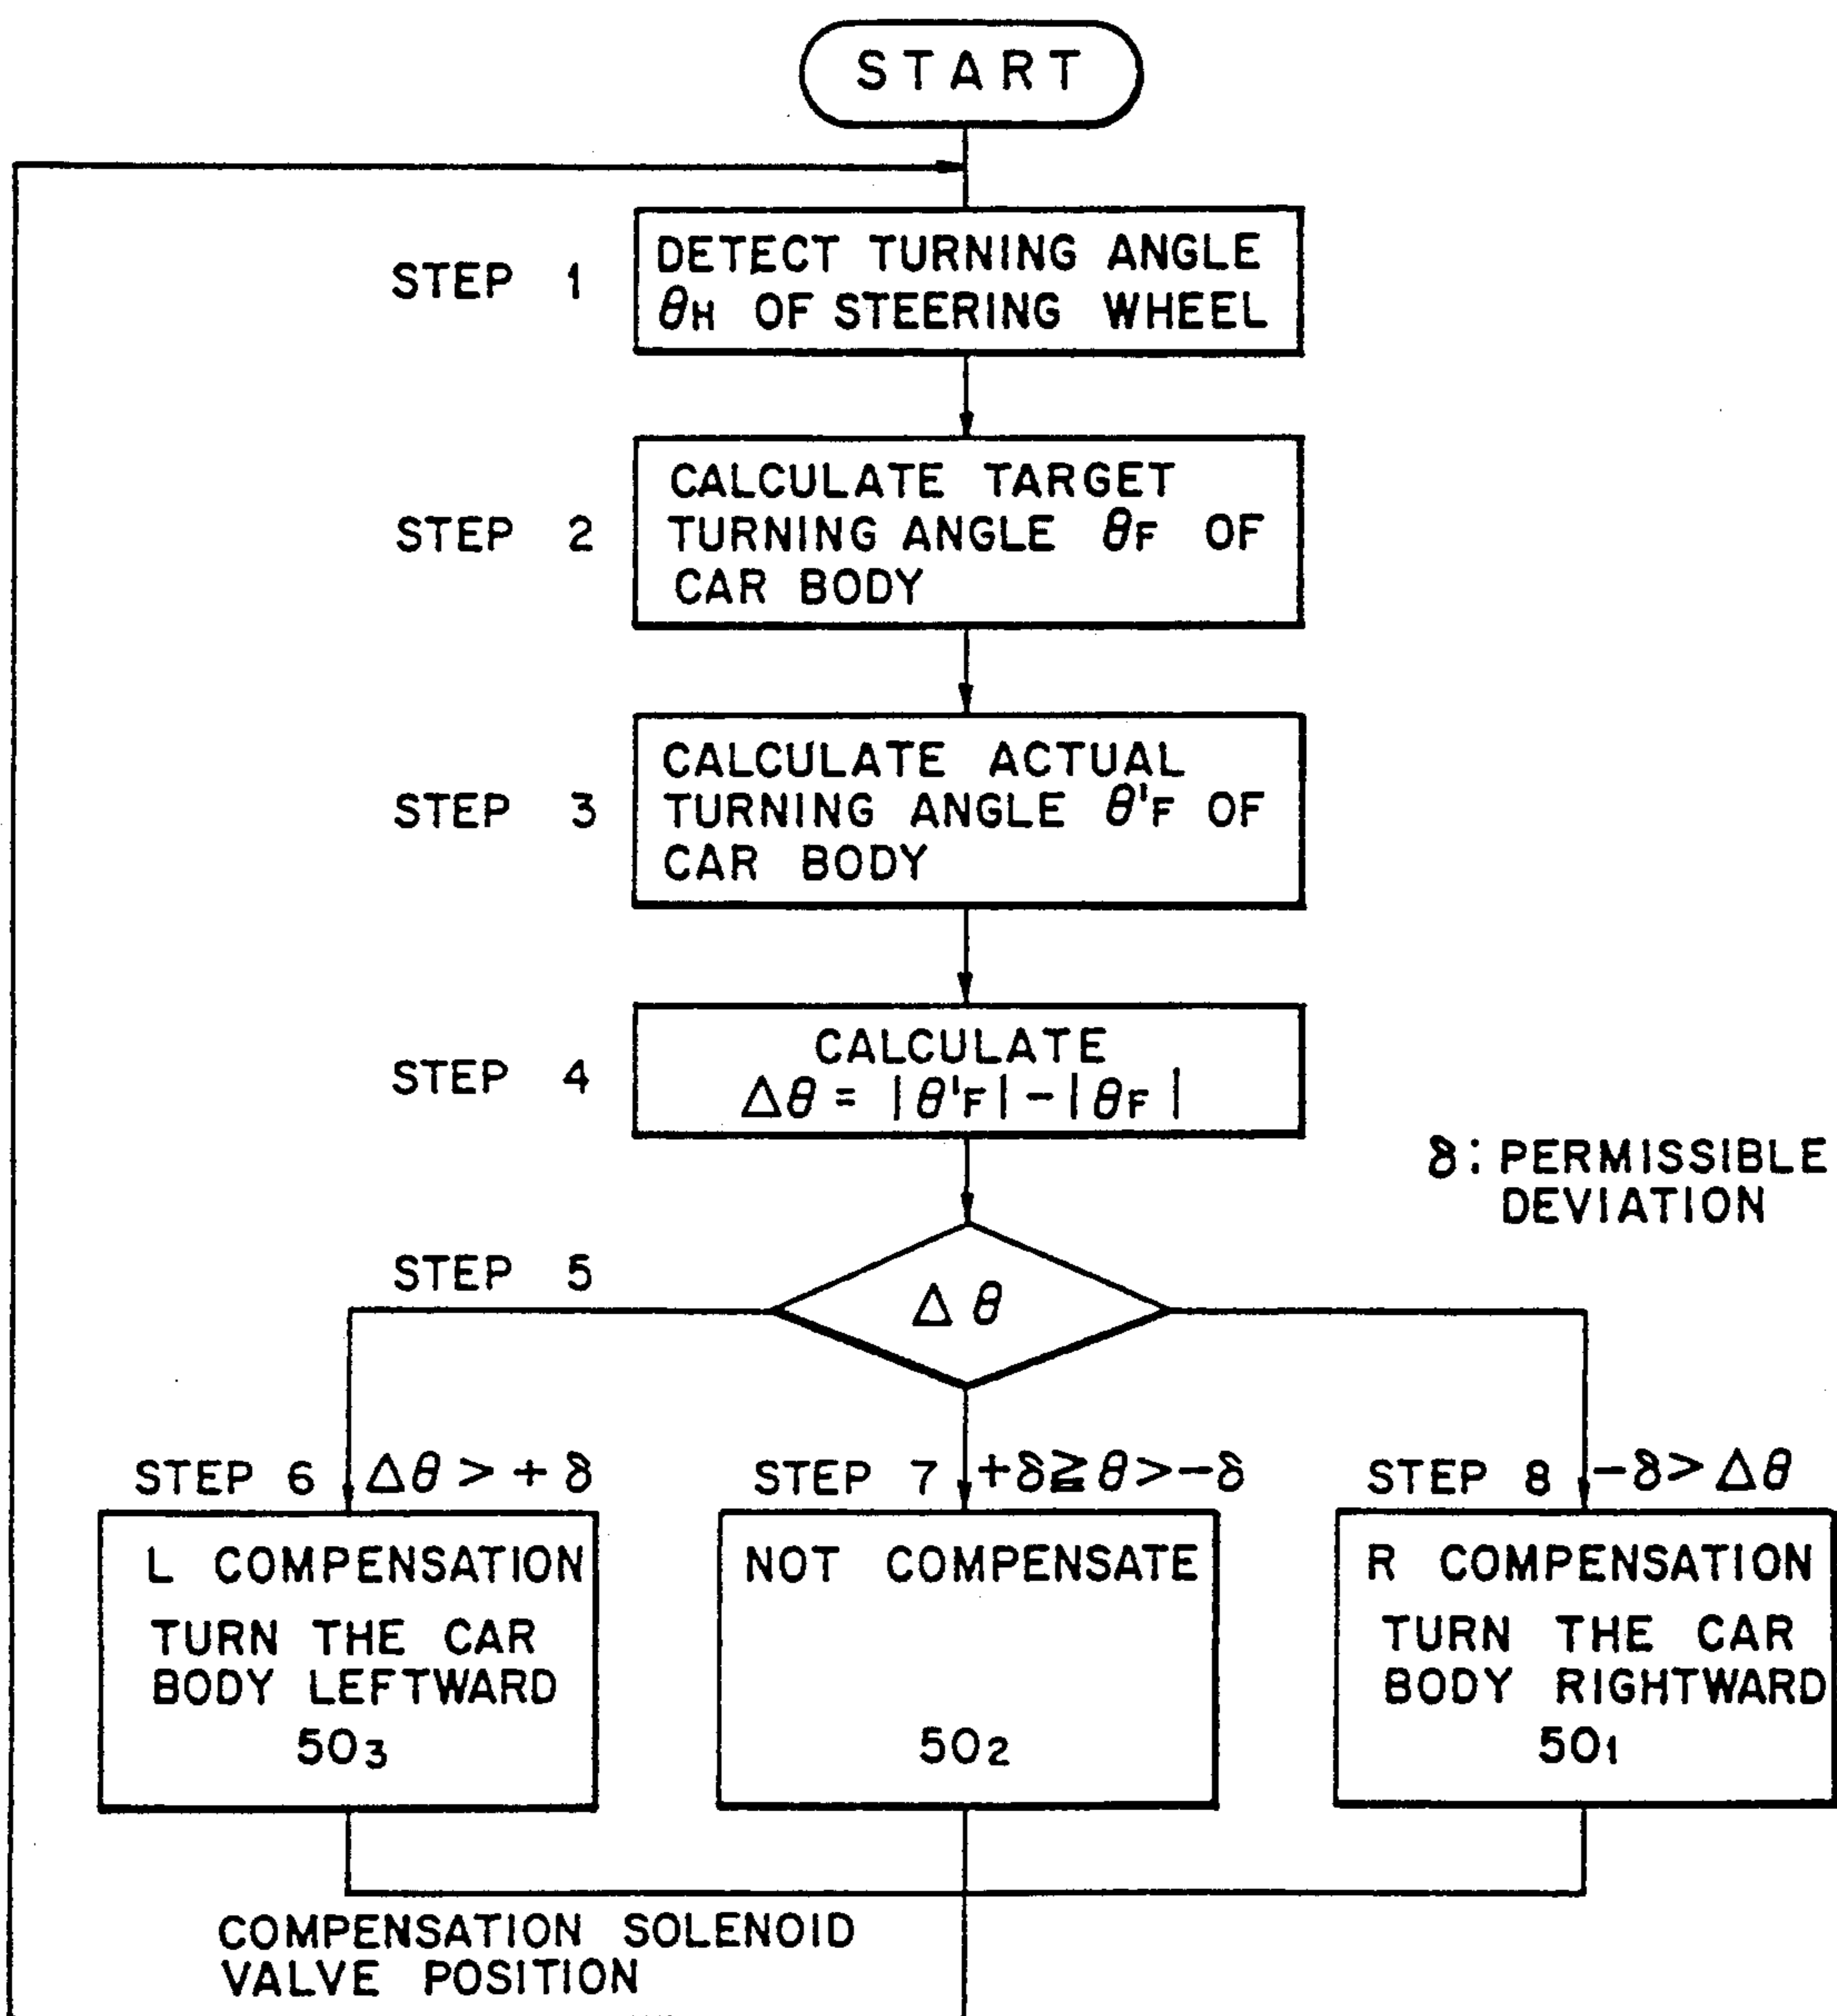 START
STEP 1
DETECT TURNING ANGLE
θH OF STEERING WHEEL
STEP 2
CALCULATE TARGET
TURNING ANGLE θF OF
CAR BODY
STEP 3
CALCULATE ACTUAL
TURNING ANGLE θ'F OF
CAR BODY
STEP 4
CALCULATE
Δθ = |θ'F| - |θF|
δ: PERMISSIBLE
DEVIATION
STEP 5
Δθ
STEP 6 Δθ > + δ
L COMPENSATION
TURN THE CAR
BODY LEFTWARD
503
STEP 7 +δ≧θ>-δ
NOT COMPENSATE
502
STEP 8 -δ> Δθ
R COMPENSATION
TURN THE CAR
BODY RIGHTWARD
501
COMPENSATION SOLENOID
VALVE POSITION